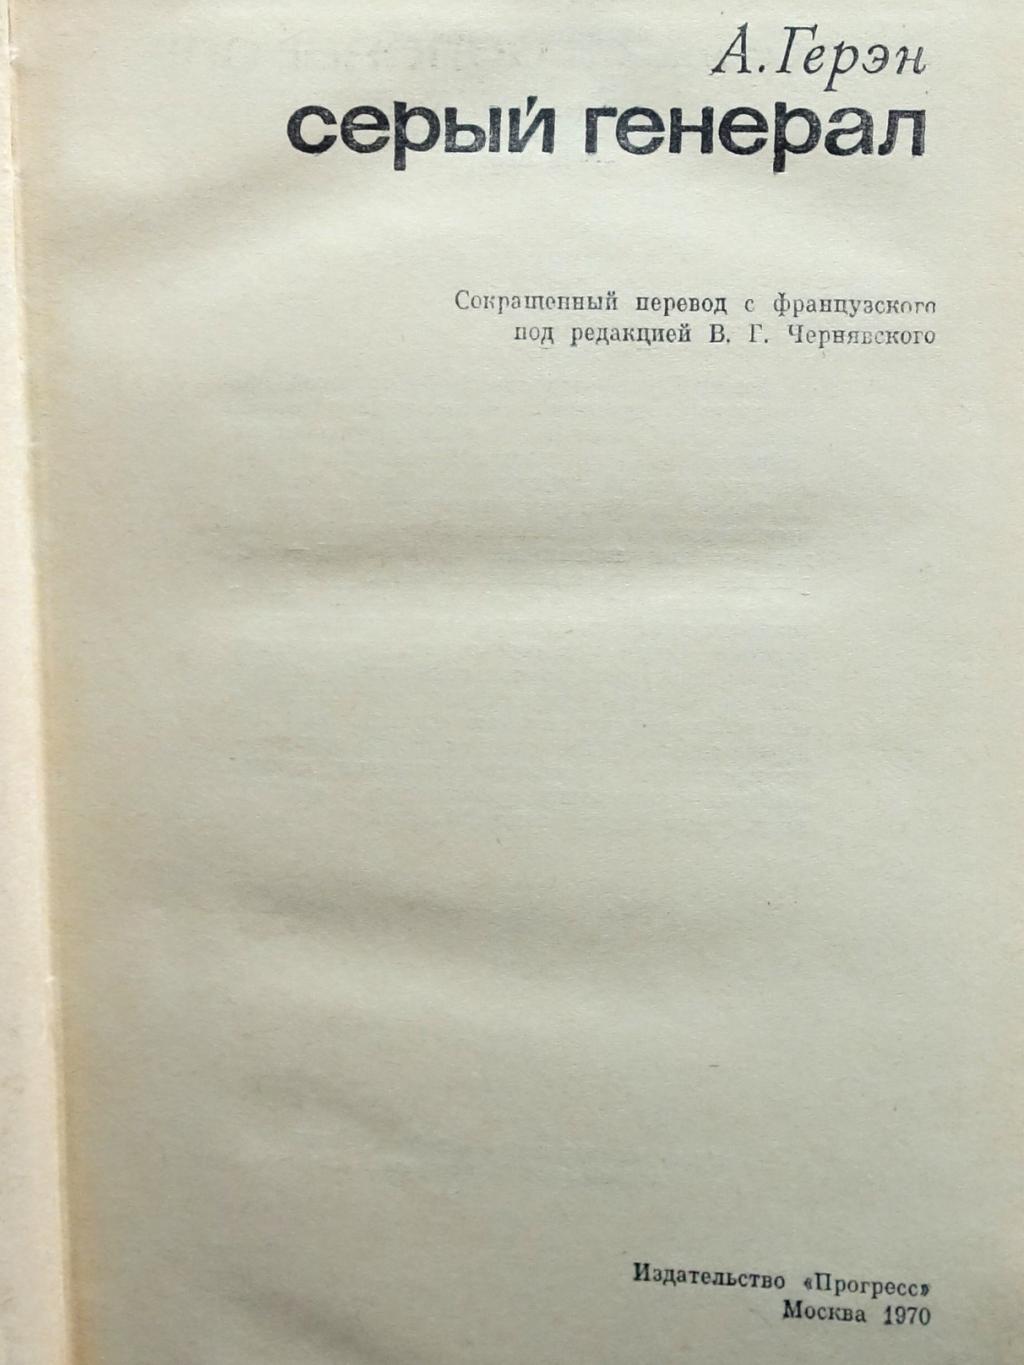 А. Герэн
серый генерал
Сокращенный перевод с французского
под редакцией В. Г. Чернявского
Издательство «Прогресс»
Москва 1970